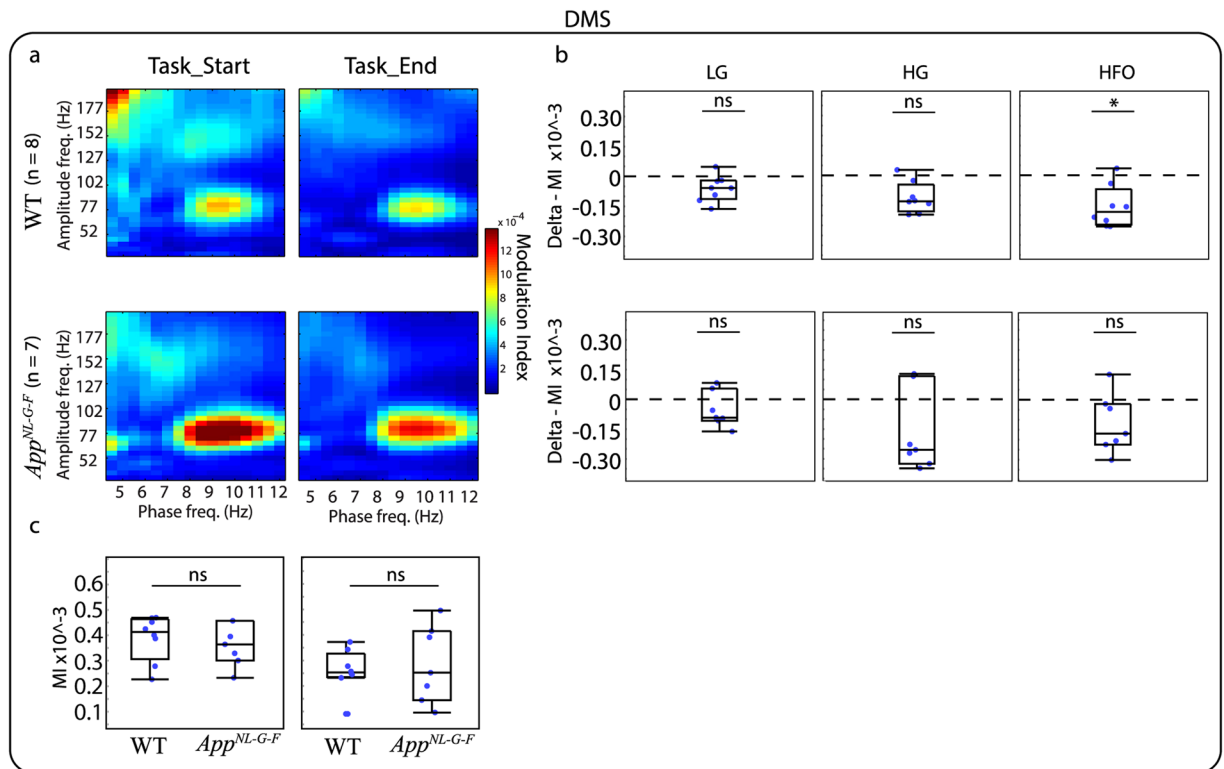 DMS
a
Task_Start
Task_End
WT (n = 8)
Amplitude freq. (Hz)
177
152
127
102
77
52
App^NL-G-F (n = 7)
Amplitude freq. (Hz)
177
152
127
102
77
52
5 6 7 8 9 10 11 12
Phase freq. (Hz)
5 6 7 8 9 10 11 12
Phase freq. (Hz)
x 10^-4
12
10
8
6
4
2
Modulation Index
b
LG
HG
HFO
Delta - MI x10^-3
0.30
0.15
0
-0.15
-0.30
ns
ns
*
Delta - MI x10^-3
0.30
0.15
0
-0.15
-0.30
ns
ns
ns
c
MI x10^-3
0.6
0.5
0.4
0.3
0.2
0.1
ns
ns
WT
App^NL-G-F
WT
App^NL-G-F